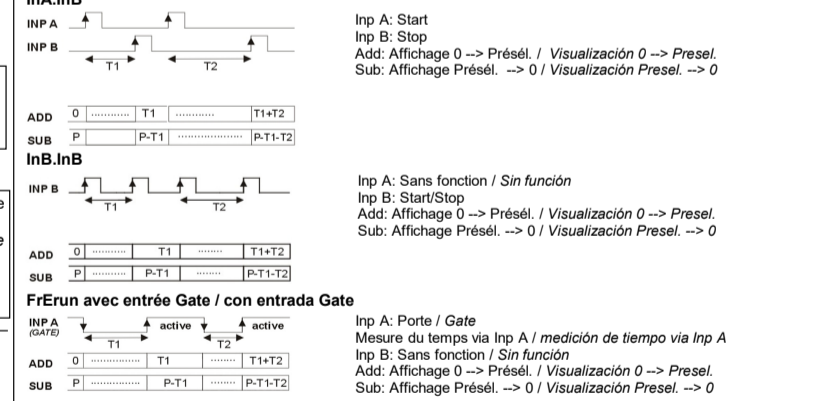 InA.InB
INP A
INP B
T1 T2
Inp A: Start
Inp B: Stop
Add: Affichage 0 --> Présél. / Visualización 0 --> Presel.
Sub: Affichage Présél. --> 0 / Visualización Presel. --> 0
ADD 0 ............ T1 ............ T1+T2
SUB P P-T1 .................... P-T1-T2
InB.InB
INP B
T1 T2
Inp A: Sans fonction / Sin función
Inp B: Start/Stop
Add: Affichage 0 --> Présél. / Visualización 0 --> Presel.
Sub: Affichage Présél. --> 0 / Visualización Presel. --> 0
ADD 0 ........... T1 ........ T1+T2
SUB P ........... P-T1 ........ P-T1-T2
FrErun avec entrée Gate / con entrada Gate
INP A active active
(GATE)
T1 T2
Inp A: Porte / Gate
Mesure du temps via Inp A / medición de tiempo via Inp A
Inp B: Sans fonction / Sin función
Add: Affichage 0 --> Présél. / Visualización 0 --> Presel.
Sub: Affichage Présél. --> 0 / Visualización Presel. --> 0
ADD 0 ................ T1 ........ T1+T2
SUB P ................ P-T1 ........ P-T1-T2